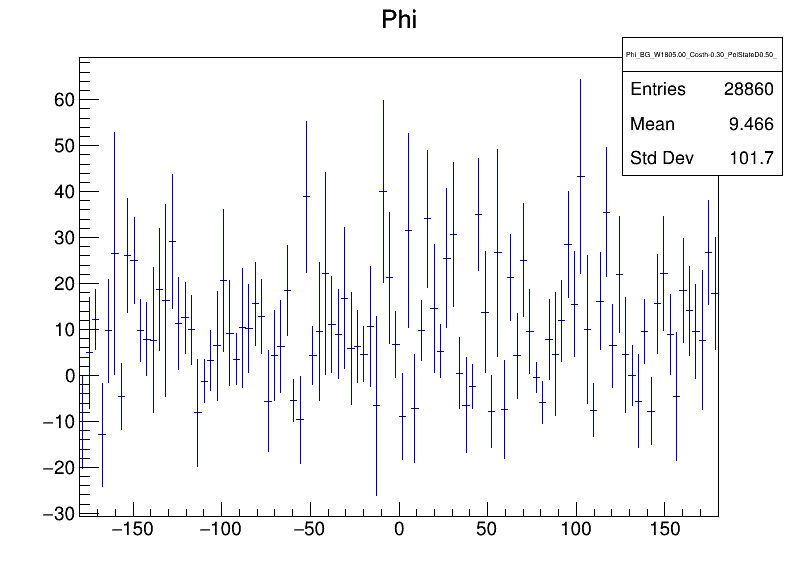 Phi
Phi_BG_W1805.00_Costh-0.30_PolStateD0.50_
Entries 28860
Mean 9.466
Std Dev 101.7
60
50
40
30
20
10
0
−10
−20
−30
−150 −100 −50 0 50 100 150